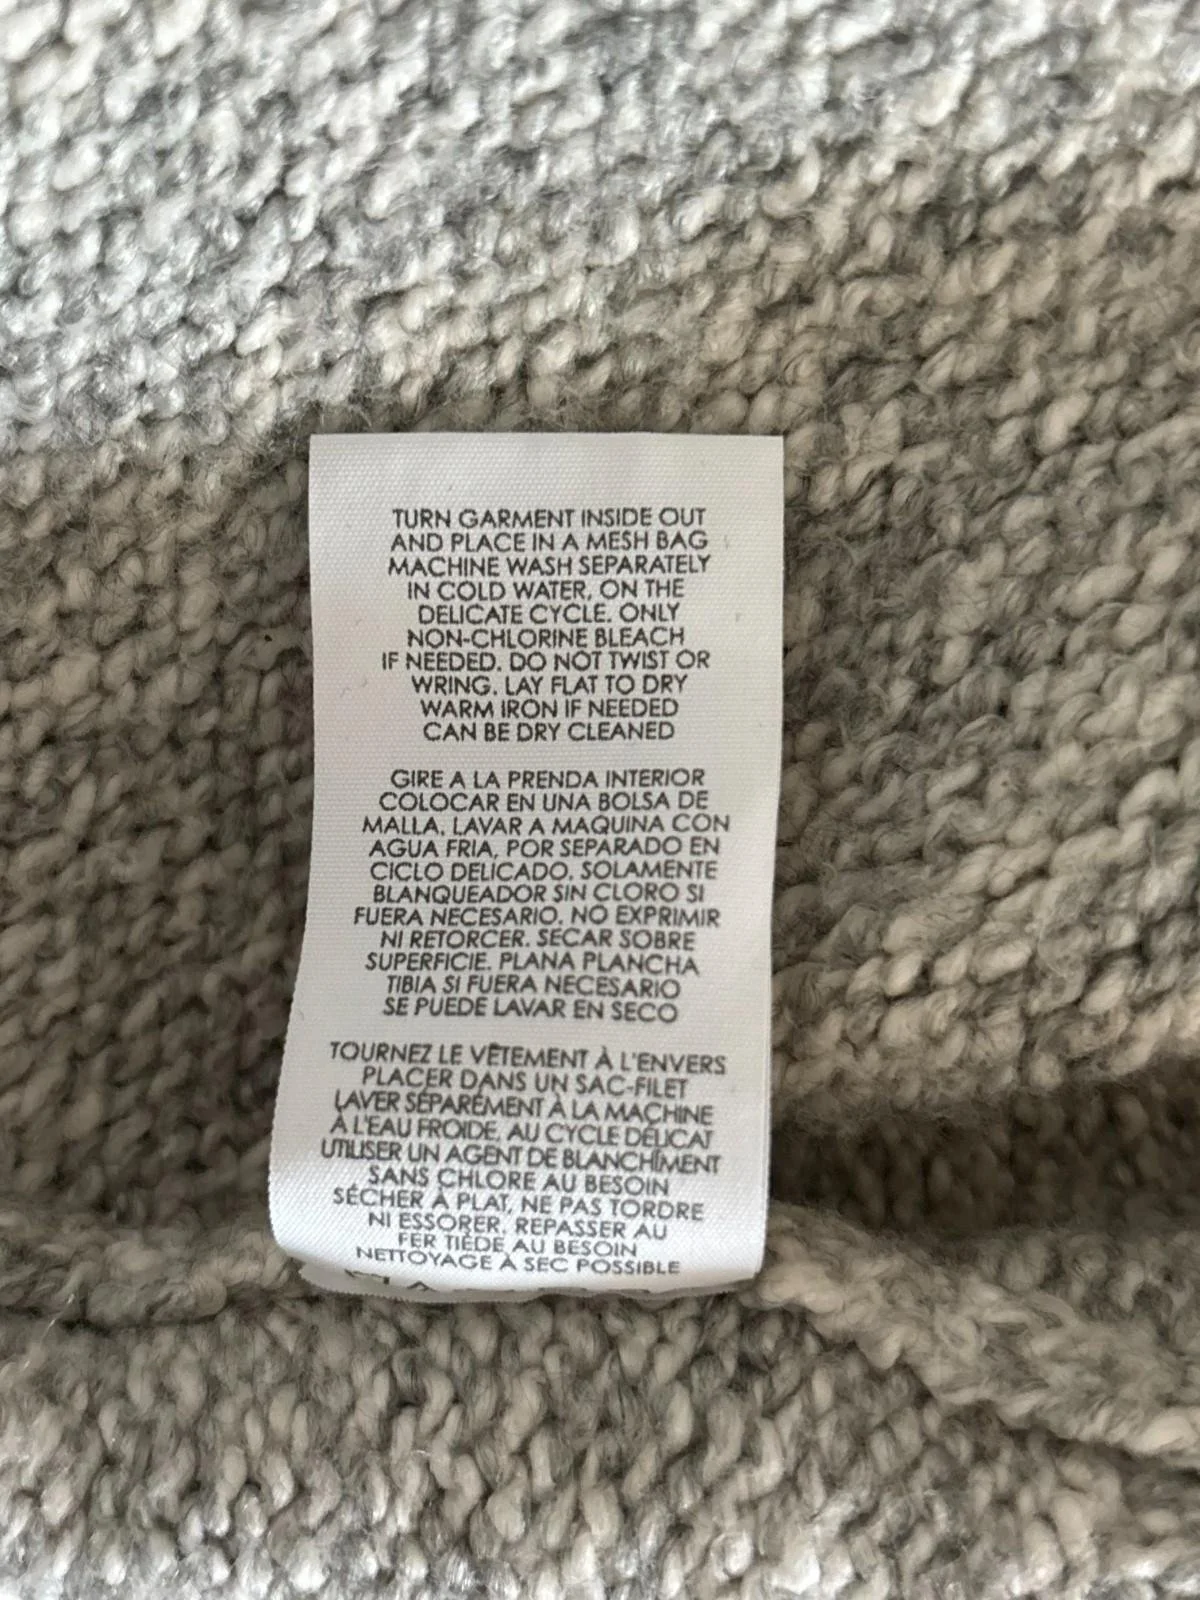 TURN GARMENT INSIDE OUT
AND PLACE IN A MESH BAG
MACHINE WASH SEPARATELY
IN COLD WATER, ON THE
DELICATE CYCLE. ONLY
NON-CHLORINE BLEACH
IF NEEDED. DO NOT TWIST OR
WRING. LAY FLAT TO DRY
WARM IRON IF NEEDED
CAN BE DRY CLEANED
GIRE A LA PRENDA INTERIOR
COLOCAR EN UNA BOLSA DE
MALLA. LAVAR A MAQUINA CON
AGUA FRIA, POR SEPARADO EN
CICLO DELICADO. SOLAMENTE
BLANQUEADOR SIN CLORO SI
FUERA NECESARIO. NO EXPRIMIR
NI RETORCER. SECAR SOBRE
SUPERFICIE. PLANA PLANCHA
TIBIA SI FUERA NECESARIO
SE PUEDE LAVAR EN SECO
TOURNEZ LE VÊTEMENT À L'ENVERS
PLACER DANS UN SAC-FILET
LAVER SÉPARÉMENT À LA MACHINE
À L'EAU FROIDE, AU CYCLE DÉLICAT
UTILISER UN AGENT DE BLANCHÎMENT
SANS CHLORE AU BESOIN
SÉCHER À PLAT, NE PAS TORDRE
NI ESSORER. REPASSER AU
FER TIÈDE AU BESOIN
NETTOYAGE À SEC POSSIBLE